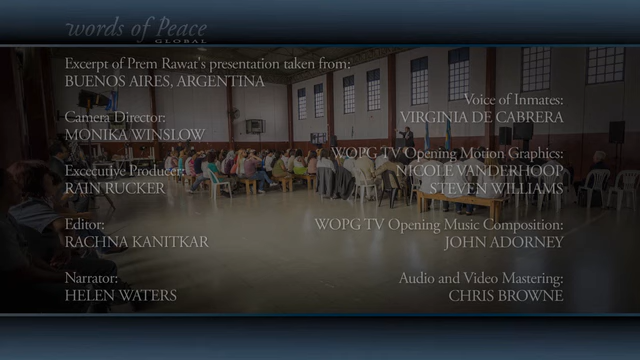 words of Peace
GLOBAL
Excerpt of Prem Rawat's presentation taken from:
BUENOS AIRES, ARGENTINA
Camera Director:
MONIKA WINSLOW
Excecutive Producer:
RAIN RUCKER
Editor:
RACHNA KANITKAR
Narrator:
HELEN WATERS
Voice of Inmates:
VIRGINIA DE CABRERA
WOPG TV Opening Motion Graphics:
NICOLE VANDERHOOP
STEVEN WILLIAMS
WOPG TV Opening Music Composition:
JOHN ADORNEY
Audio and Video Mastering:
CHRIS BROWNE